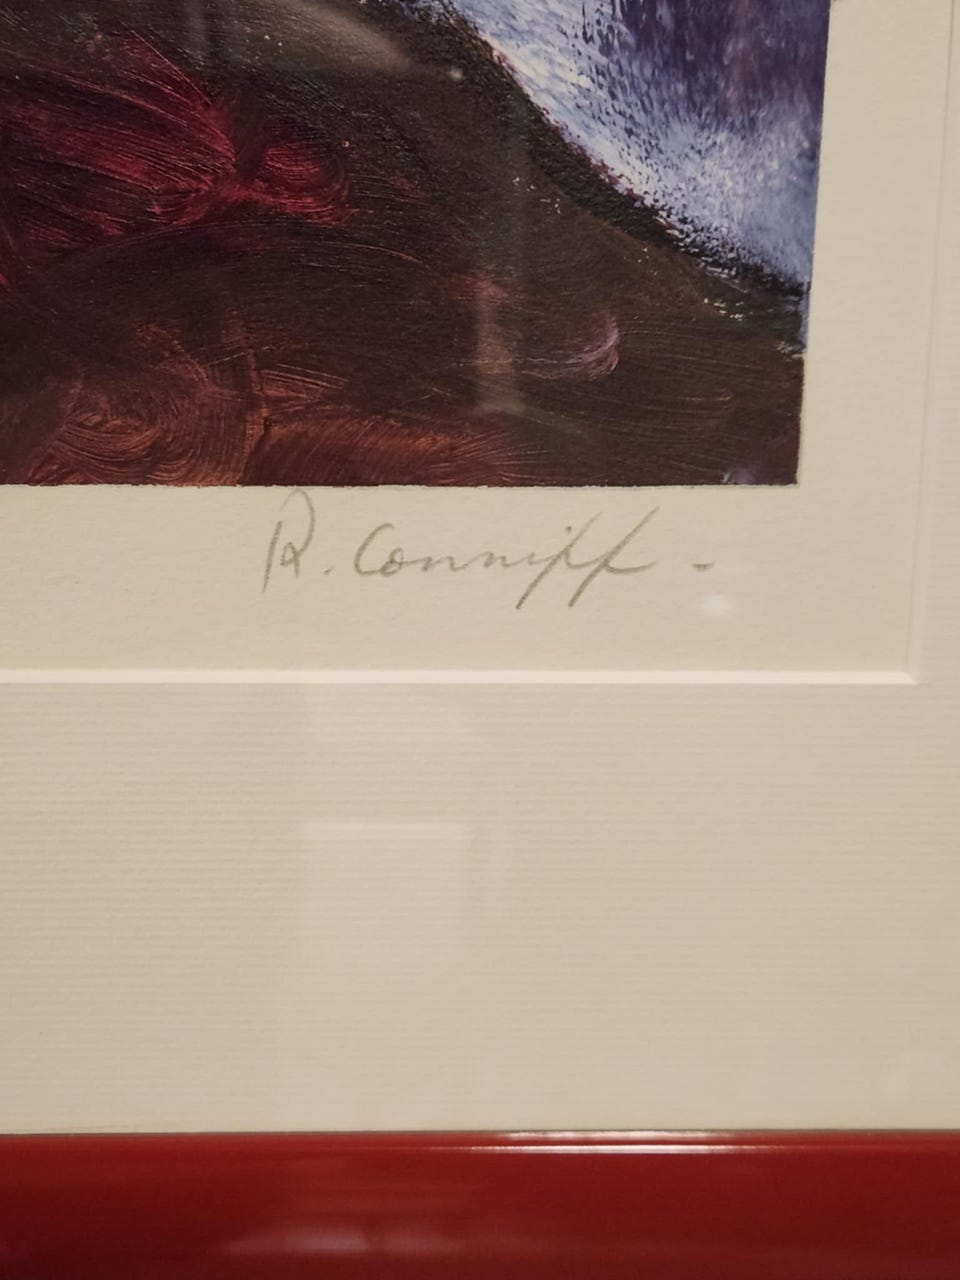 R. Conniff -